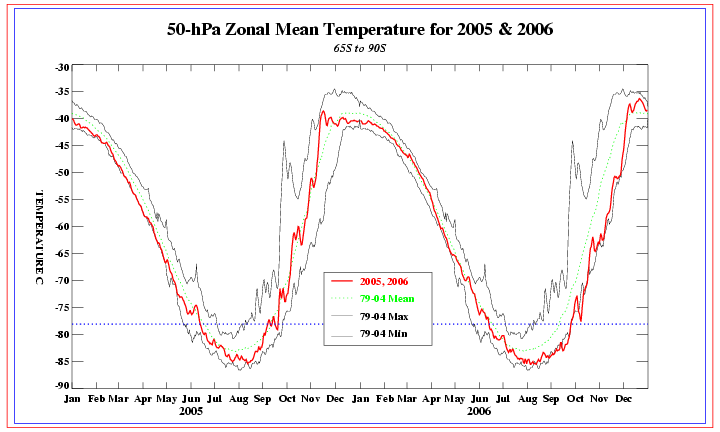 50-hPa Zonal Mean Temperature for 2005 & 2006
65S to 90S
-30
-35
-40
-45
-50
-55
-60
-65
-70
-75
-80
-85
-90
TEMPERATURE C
2005, 2006
79-04 Mean
79-04 Max
79-04 Min
Jan Feb Mar Apr May Jun Jul Aug Sep Oct Nov Dec Jan Feb Mar Apr May Jun Jul Aug Sep Oct Nov Dec
2005 2006